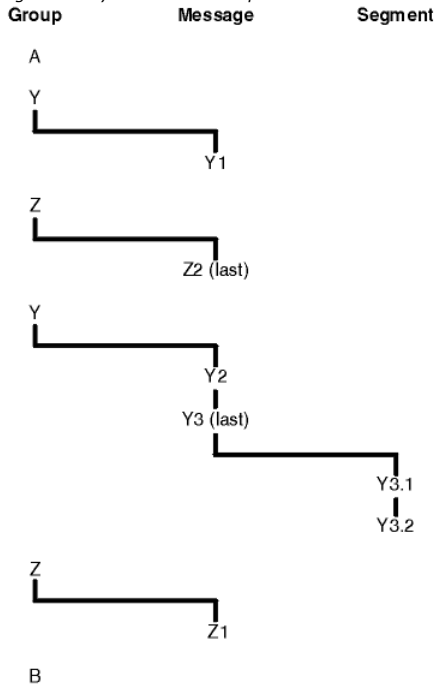 Group Message Segment
A
Y
Y1
Z
Z2 (last)
Y
Y2
Y3 (last)
Y3.1
Y3.2
Z
Z1
B